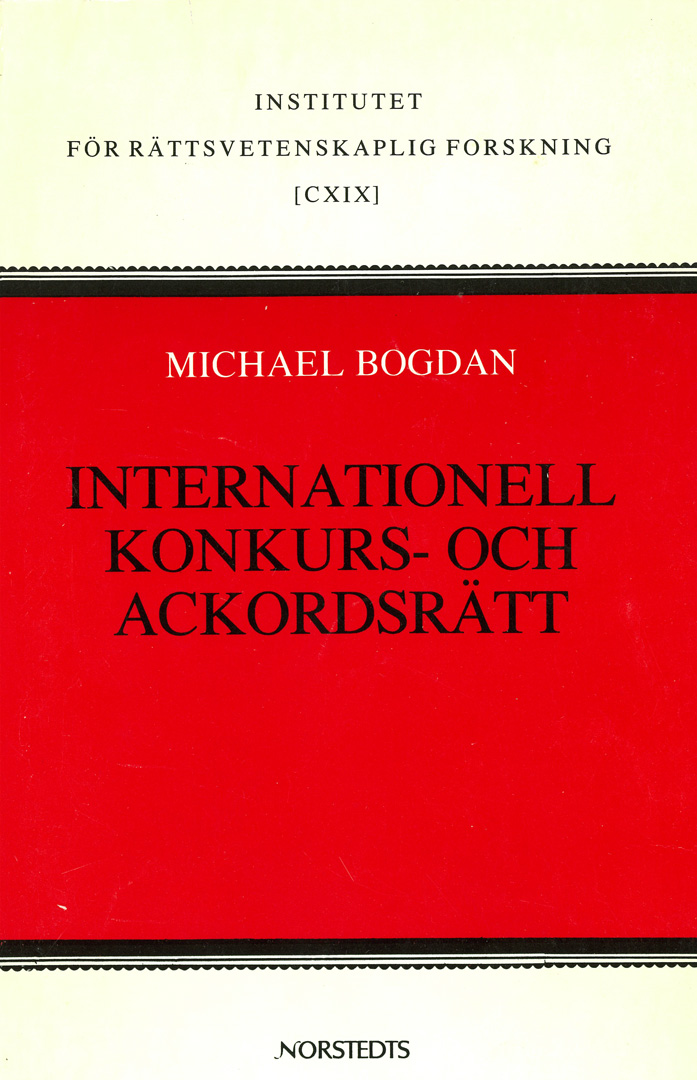 INSTITUTET
FÖR RÄTTSVETENSKAPLIG FORSKNING
[CXIX]
MICHAEL BOGDAN
INTERNATIONELL
KONKURS- OCH
ACKORDSRÄTT
NORSTEDTS